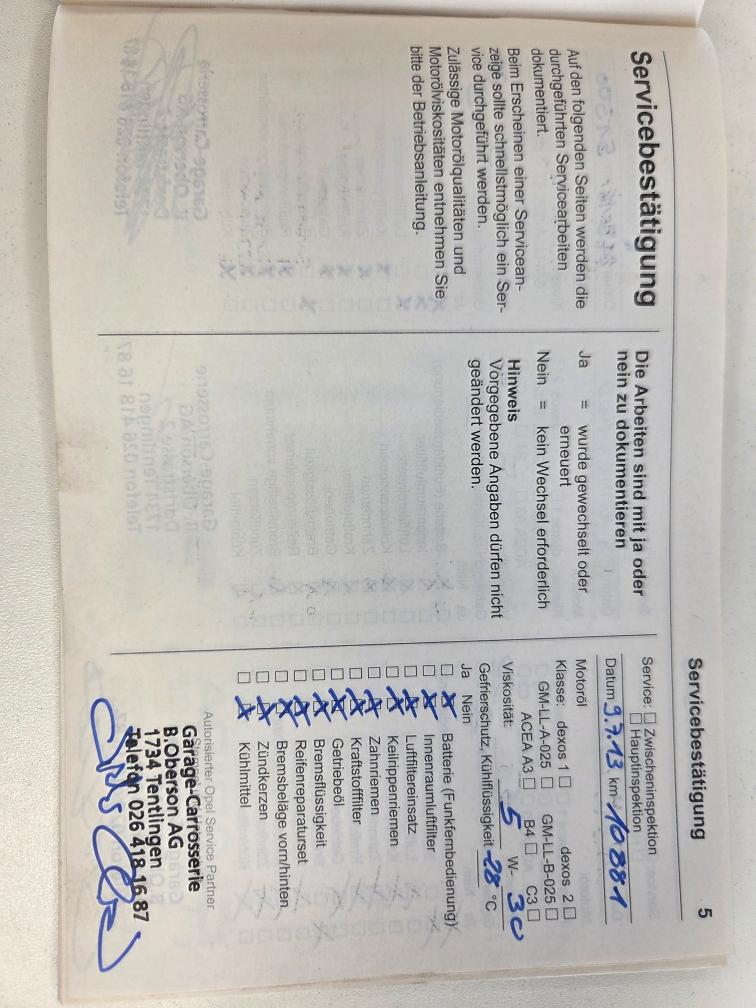 Servicebestätigung
Auf den folgenden Seiten werden die
durchgeführten Servicearbeiten
dokumentiert.
Beim Erscheinen einer Servicean-
zeige sollte schnellstmöglich ein Ser-
vice durchgeführt werden.
Zulässige Motorölqualitäten und
Motorölviskositäten entnehmen Sie
bitte der Betriebsanleitung.
Die Arbeiten sind mit ja oder
nein zu dokumentieren
Ja = wurde gewechselt oder
erneuert
Nein = kein Wechsel erforderlich
Hinweis
Vorgegebene Angaben dürfen nicht
geändert werden.
Servicebestätigung 5
Service: Zwischeninspektion
Hauptinspektion
Datum 9.7.13 km 10881
Motoröl
Klasse: dexos 1 dexos 2
GM-LL-A-025 GM-LL-B-025
ACEA A3 B4 C3
Viskosität: 5 W- 30
Gefrierschutz, Kühlflüssigkeit -28 °C
Ja Nein
Batterie (Funkfernbedienung)
Innenraumluftfilter
Luftfiltereinsatz
Keilrippenriemen
Zahnriemen
Kraftstofffilter
Getriebeöl
Bremsflüssigkeit
Reifenreparaturset
Bremsbeläge vorn/hinten
Zündkerzen
Kühlmittel
Autorisierter Opel Service Partner
Garage-Carrosserie
B.Oberson AG
1734 Tentlingen
Telefon 026 418 16 87